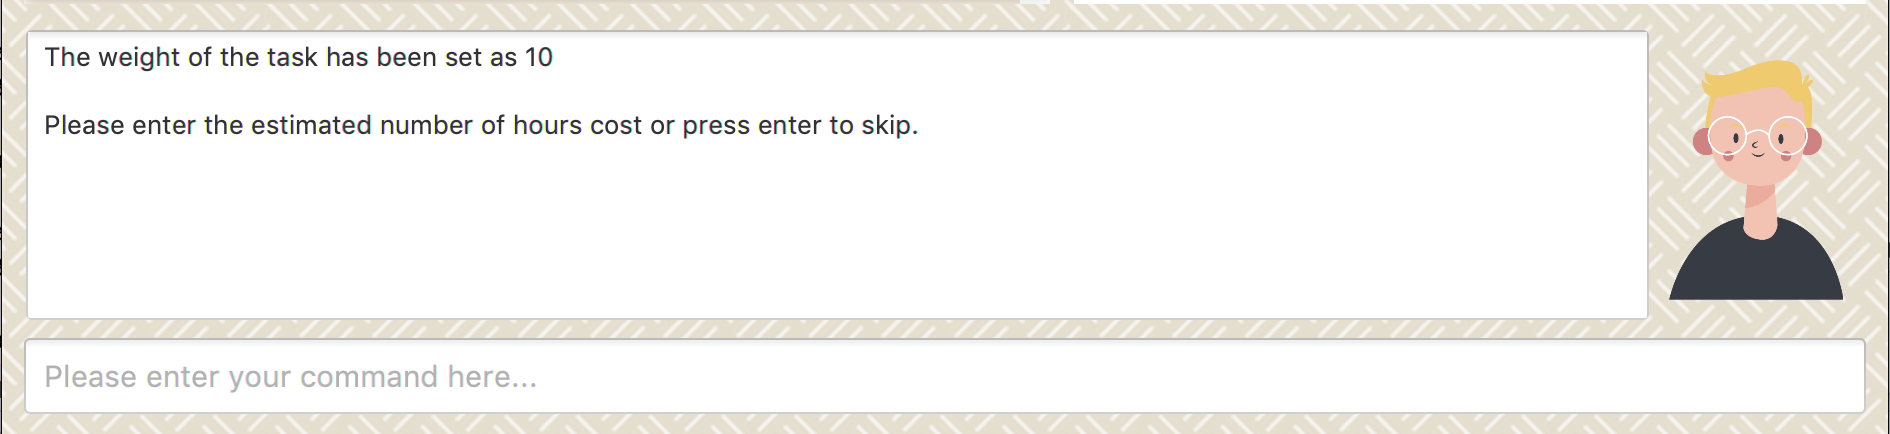 The weight of the task has been set as 10
Please enter the estimated number of hours cost or press enter to skip.
Please enter your command here...